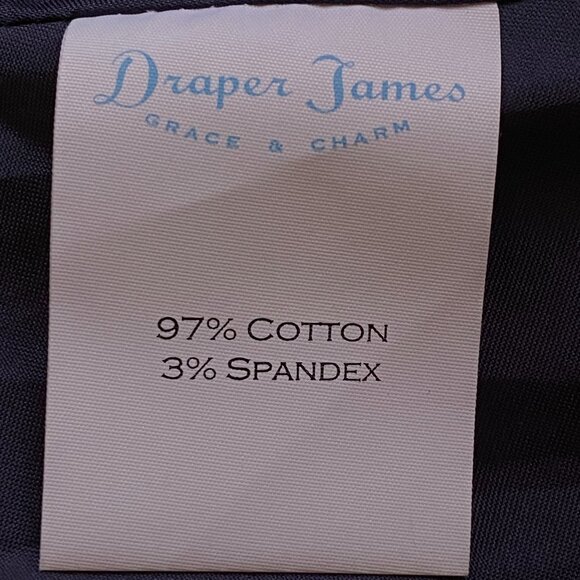 Draper James
GRACE & CHARM
97% COTTON
3% SPANDEX